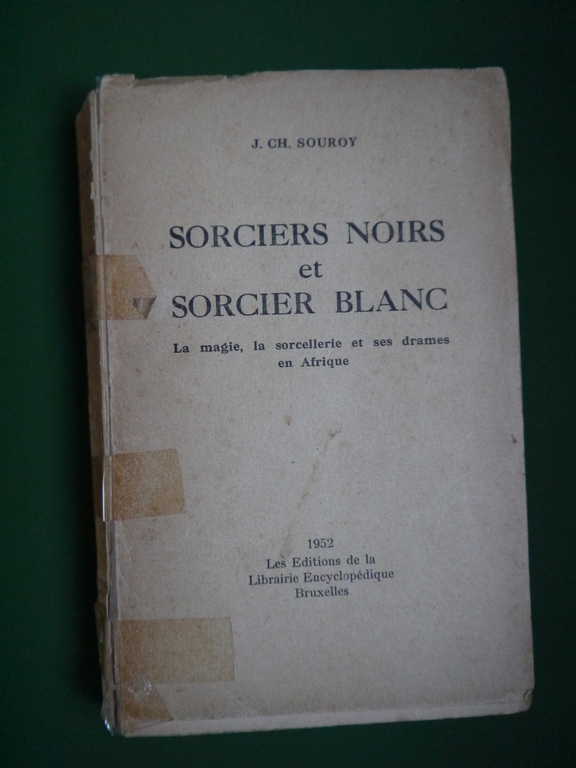 J. CH. SOUROY
SORCIERS NOIRS
et
SORCIER BLANC
La magie, la sorcellerie et ses drames
en Afrique
1952
Les Editions de la
Librairie Encyclopédique
Bruxelles